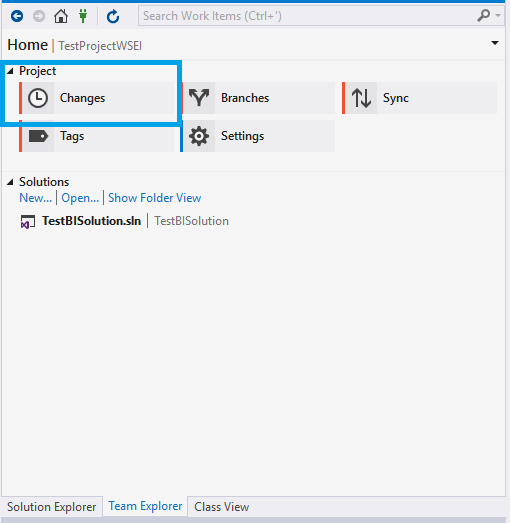 Search Work Items (Ctrl+')
Home | TestProjectWSEI
Project
Changes Branches Sync
Tags Settings
Solutions
New... | Open... | Show Folder View
TestBISolution.sln | TestBISolution
Solution Explorer Team Explorer Class View